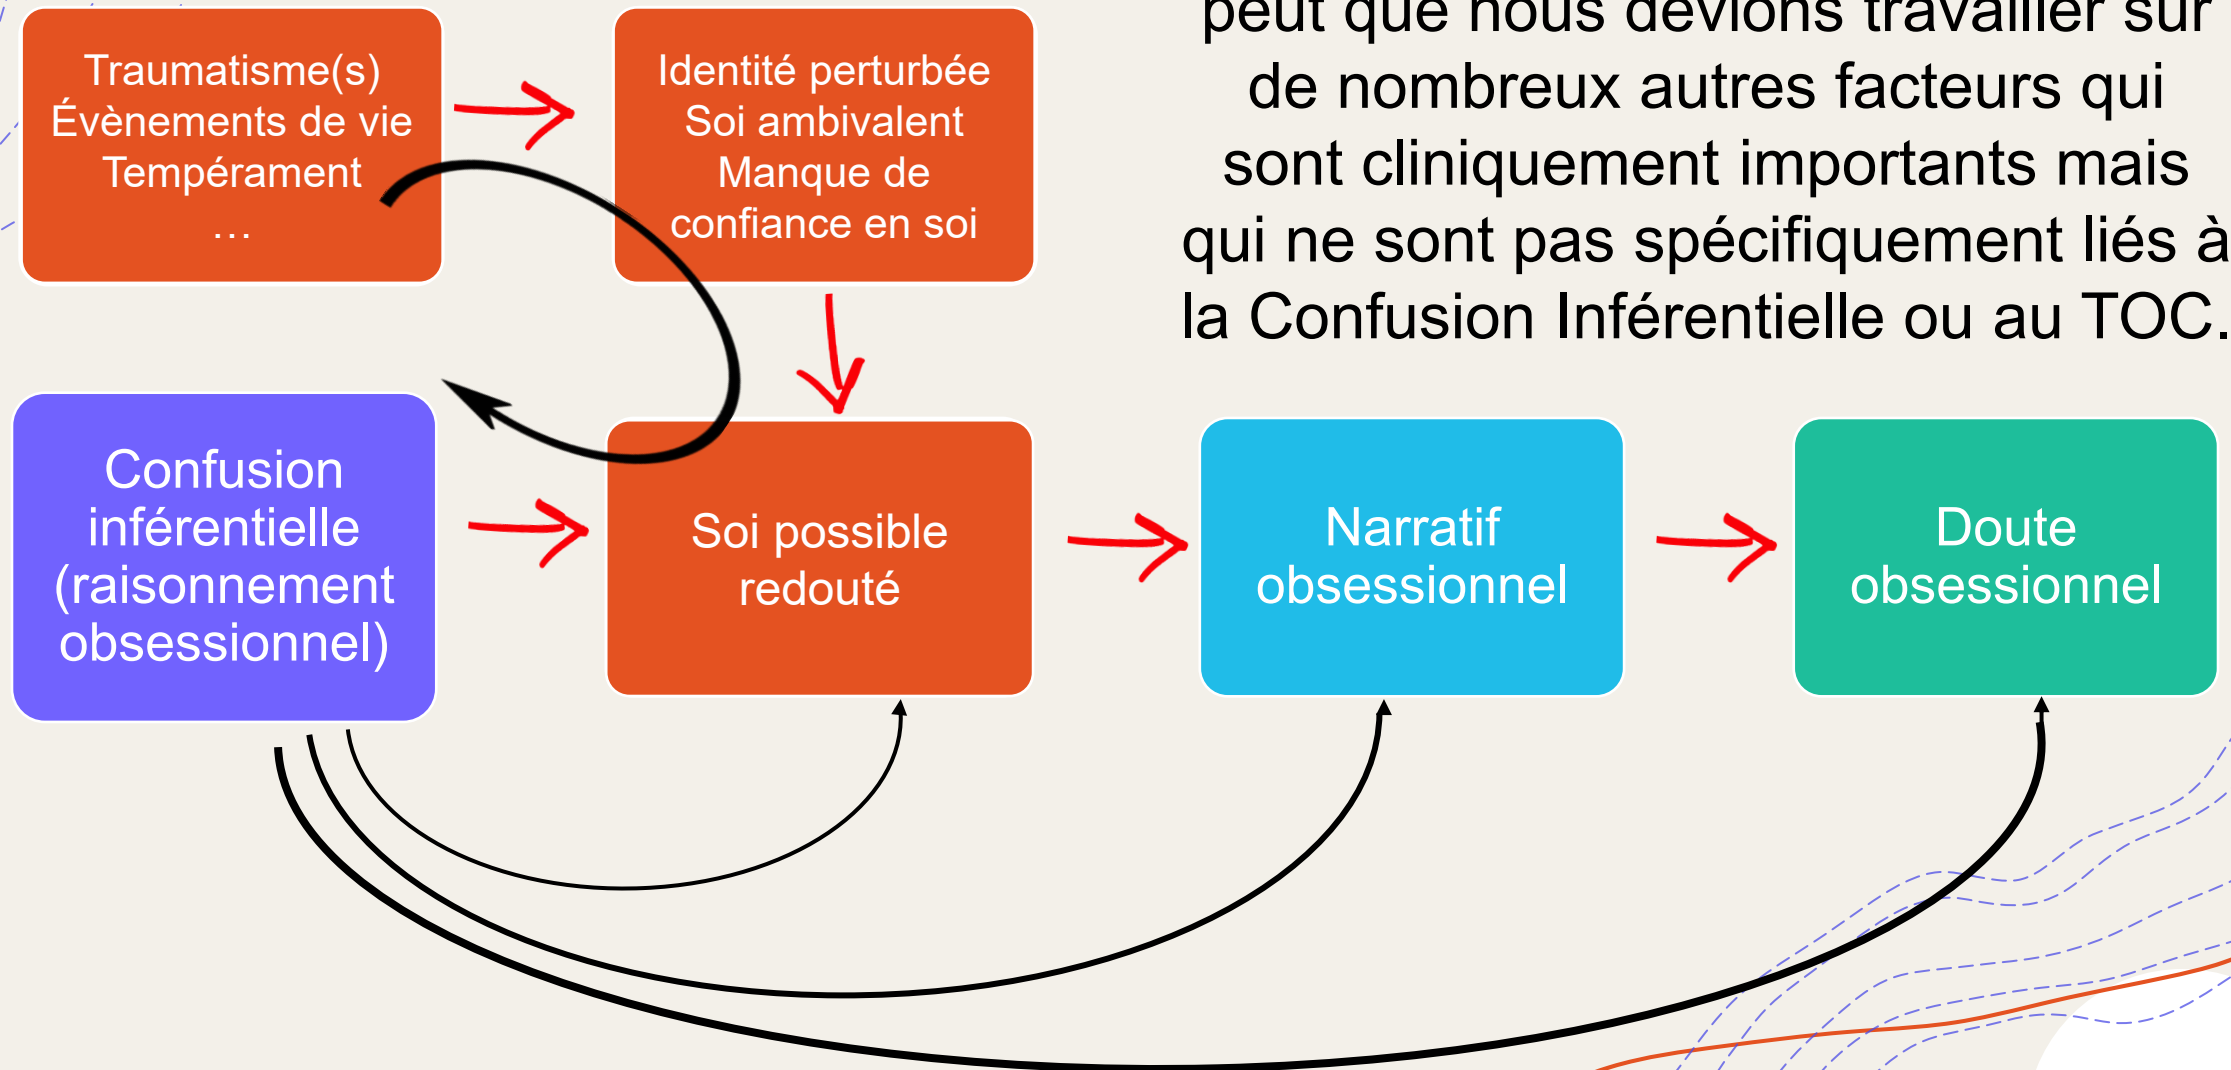 Traumatisme(s)
Évènements de vie
Tempérament
...
Identité perturbée
Soi ambivalent
Manque de
confiance en soi
peut que nous devions travailler sur
de nombreux autres facteurs qui
sont cliniquement importants mais
qui ne sont pas spécifiquement liés à
la Confusion Inférentielle ou au TOC.
Confusion
inférentielle
(raisonnement
obsessionnel)
Soi possible
redouté
Narratif
obsessionnel
Doute
obsessionnel